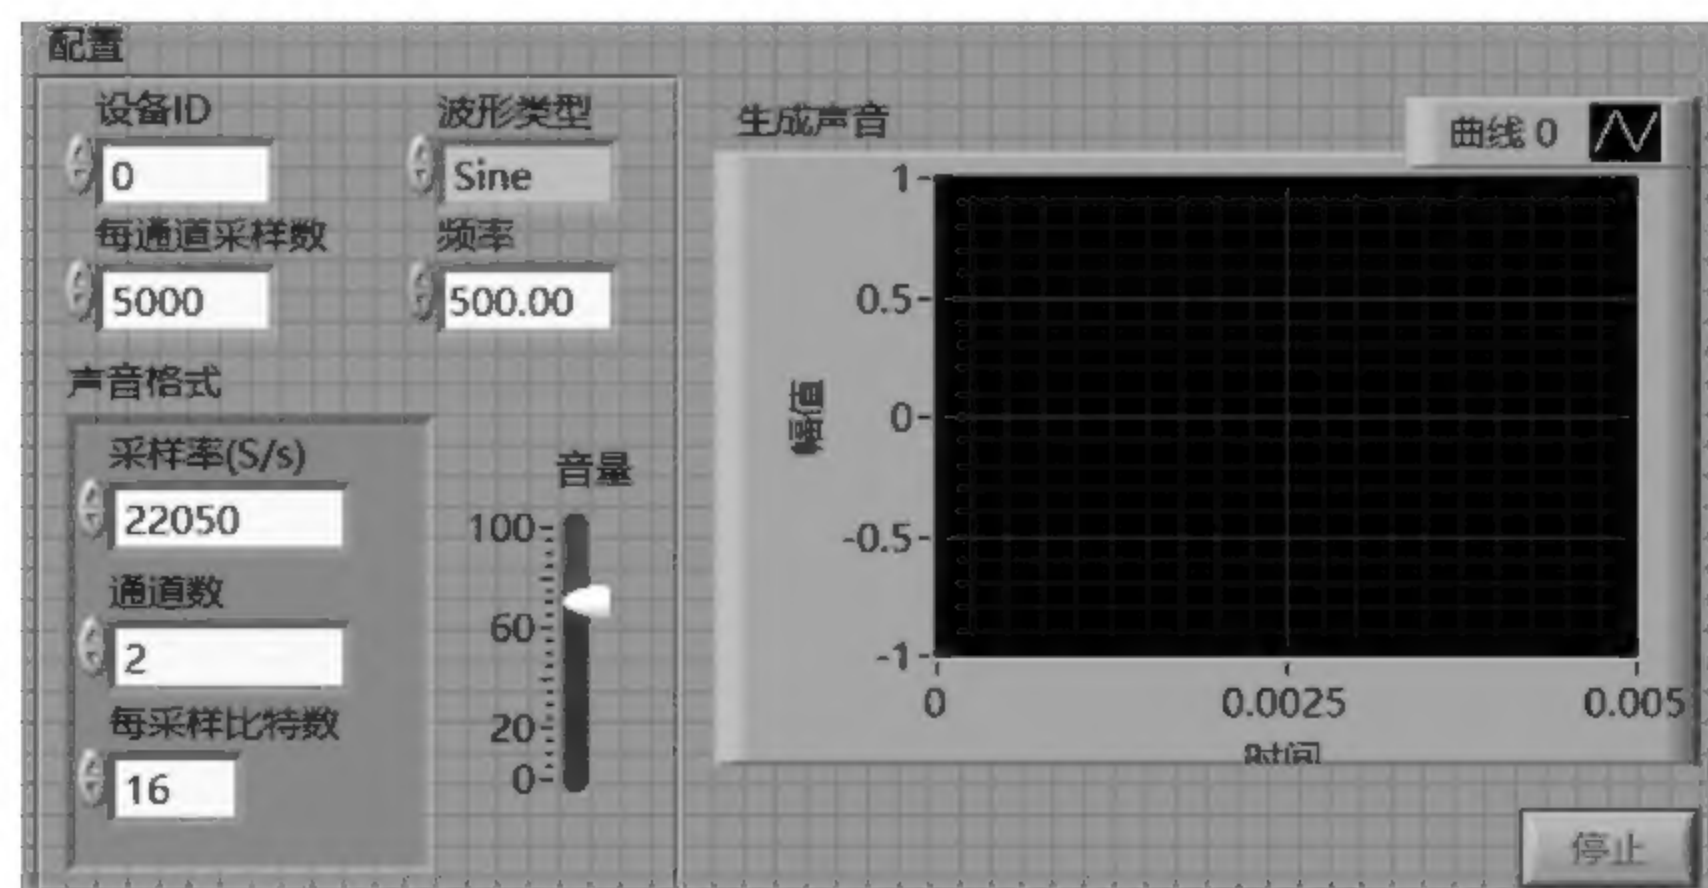 配置
设备ID
波形类型
0
Sine
每通道采样数
频率
5000
500.00
声音格式
采样率(S/s)
22050
通道数
2
每采样比特数
16
音量
100
60
20
0
生成声音
曲线 0
幅值
1
0.5
0
-0.5
-1
0
0.0025
0.005
时间
停止